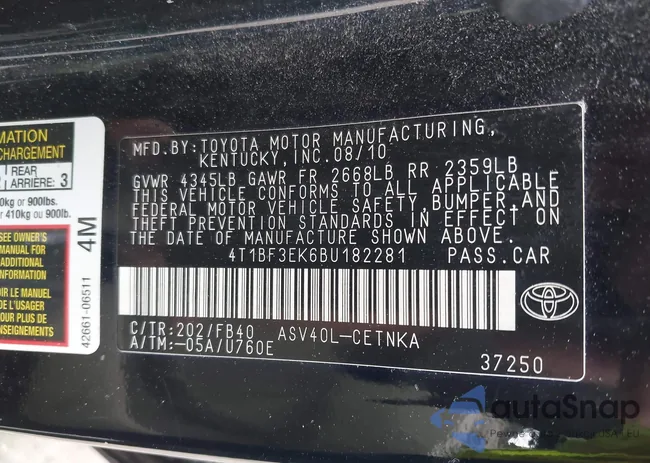 MATION
CHARGEMENT
REAR
ARRIERE: 3
0kg or 900lbs.
r 410kg ou 900lb.
SEE OWNER'S
MANUAL FOR
ADDITIONAL
INFORMATION
oir LE MANUEL
DE L'USAGER
pour plus de
enseignements
4M
42661-06511
MFD.BY:TOYOTA MOTOR MANUFACTURING,
KENTUCKY, INC.08/10
GVWR 4345LB GAWR FR 2668LB RR 2359LB
THIS VEHICLE CONFORMS TO ALL APPLICABLE
FEDERAL MOTOR VEHICLE SAFETY, BUMPER,AND
THEFT PREVENTION STANDARDS IN EFFECT ON
THE DATE OF MANUFACTURE SHOWN ABOVE.
4T1BF3EK6BU182281 PASS.CAR
C/TR:202/FB40 ASV40L-CETNKA
A/TM:-05A/U760E
37250
autoSnap